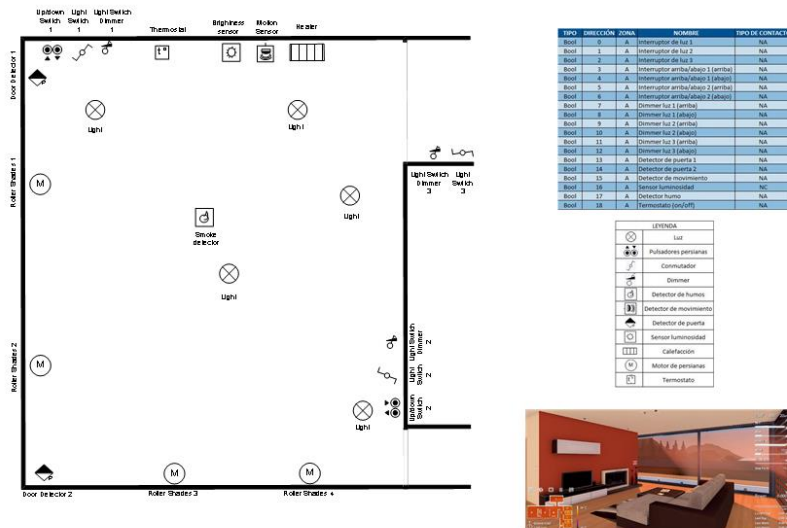 Up/down Switch 1
Light Switch 1
Light Switch Dimmer 1
Thermostat
Brighiness sensor
Motion Sensor
Heater
Door Detector 1
Light
Light
Roller Shades 1
Light Switch Dimmer 3
Light Switch 3
M
Light
Smoke detector
Light
Roller Shades 2
M
Light Switch Dimmer 2
Light Switch 2
Up/down Switch 2
Light
M
M
Door Detector 2
Roller Shades 3
Roller Shades 4
TIPO DIRECCIÓN ZONA NOMBRE TIPO DE CONTACTO
Bool 0 A Interruptor de luz 1 NA
Bool 1 A Interruptor de luz 2 NA
Bool 2 A Interruptor de luz 3 NA
Bool 3 A Interruptor arriba/abajo 1 (arriba) NA
Bool 4 A Interruptor arriba/abajo 1 (abajo) NA
Bool 5 A Interruptor arriba/abajo 2 (arriba) NA
Bool 6 A Interruptor arriba/abajo 2 (abajo) NA
Bool 7 A Dimmer luz 1 (arriba) NA
Bool 8 A Dimmer luz 1 (abajo) NA
Bool 9 A Dimmer luz 2 (arriba) NA
Bool 10 A Dimmer luz 2 (abajo) NA
Bool 11 A Dimmer luz 3 (arriba) NA
Bool 12 A Dimmer luz 3 (abajo) NA
Bool 13 A Detector de puerta 1 NA
Bool 14 A Detector de puerta 2 NA
Bool 15 A Detector de movimiento NA
Bool 16 A Sensor luminosidad NC
Bool 17 A Detector humo NA
Bool 18 A Termostato (on/off) NA
LEYENDA
Luz
Pulsadores persianas
Conmutador
Dimmer
Detector de humos
Detector de movimiento
Detector de puerta
Sensor luminosidad
Calefacción
M Motor de persianas
Termostato